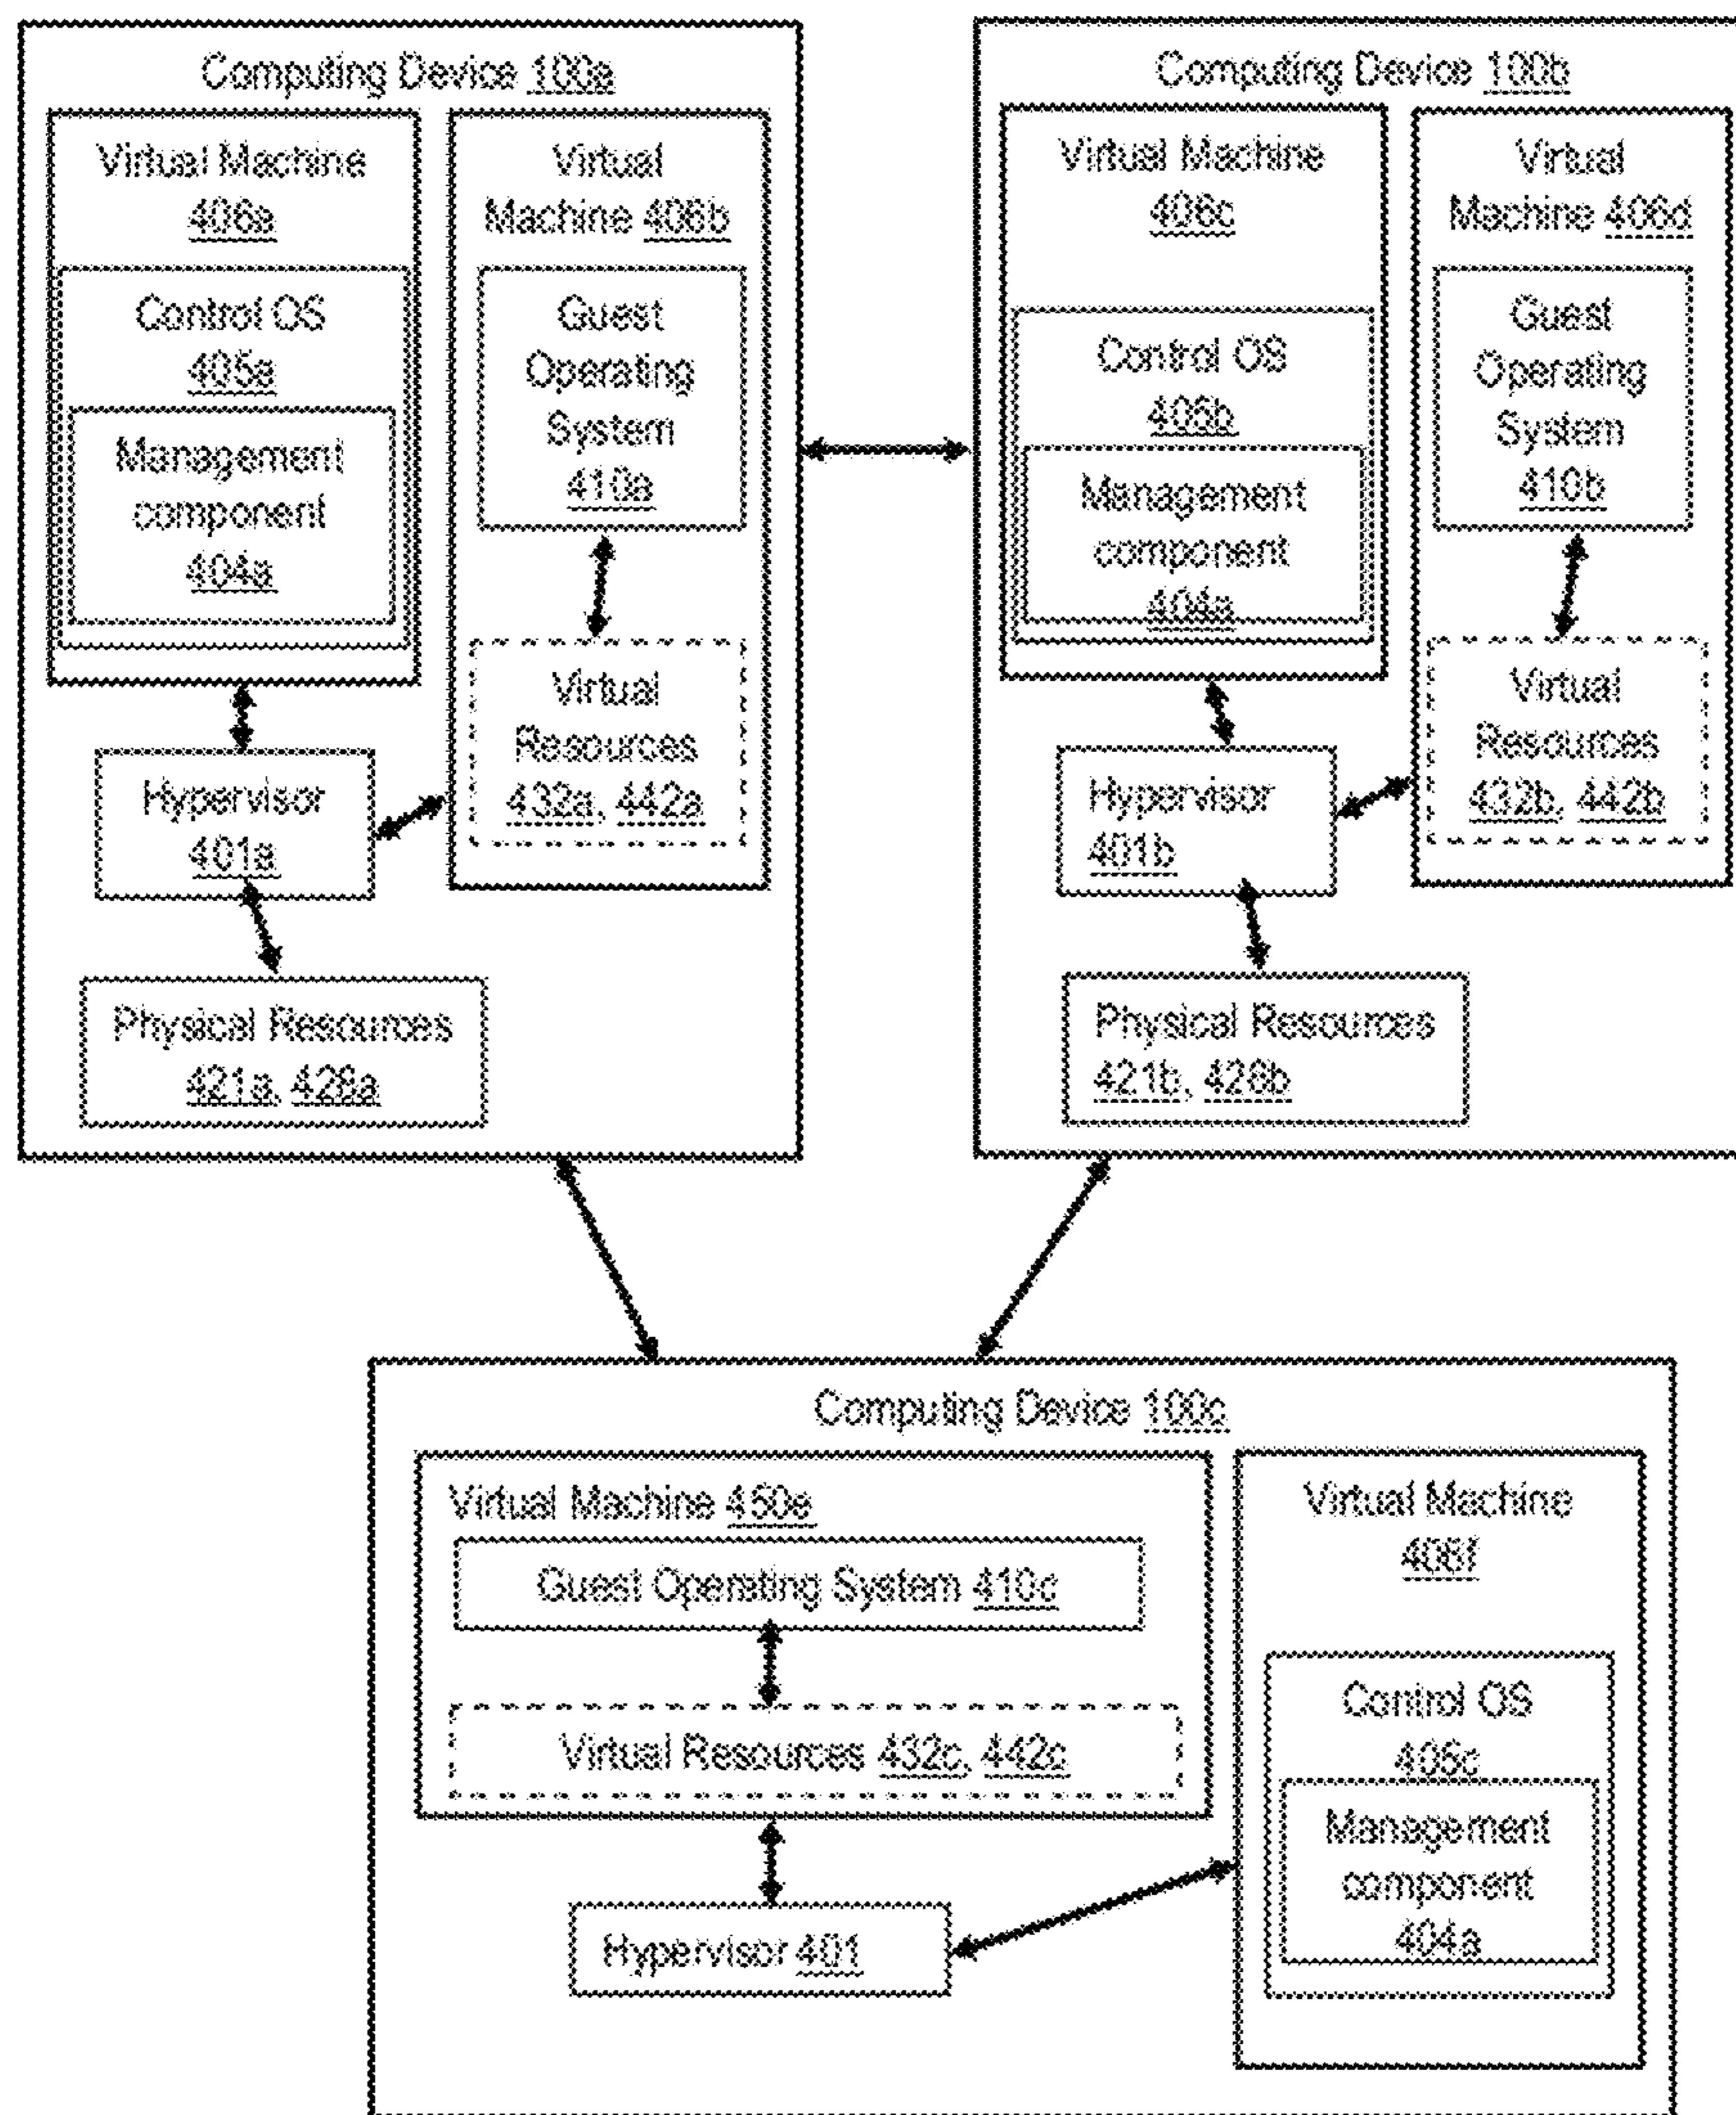 Computing Device 100a
Virtual Machine
406a
Control OS
405a
Management
component
404a
Virtual
Machine 406b
Guest
Operating
System
410a
Virtual
Resources
432a, 442a
Hypervisor
401a
Physical Resources
421a, 428a
Computing Device 100b
Virtual Machine
406c
Control OS
405b
Management
component
404a
Virtual
Machine 406d
Guest
Operating
System
410b
Virtual
Resources
432b, 442b
Hypervisor
401b
Physical Resources
421b, 428b
Computing Device 100c
Virtual Machine 450e
Guest Operating System 410c
Virtual Resources 432c, 442c
Hypervisor 401
Virtual Machine
406f
Control OS
405c
Management
component
404a